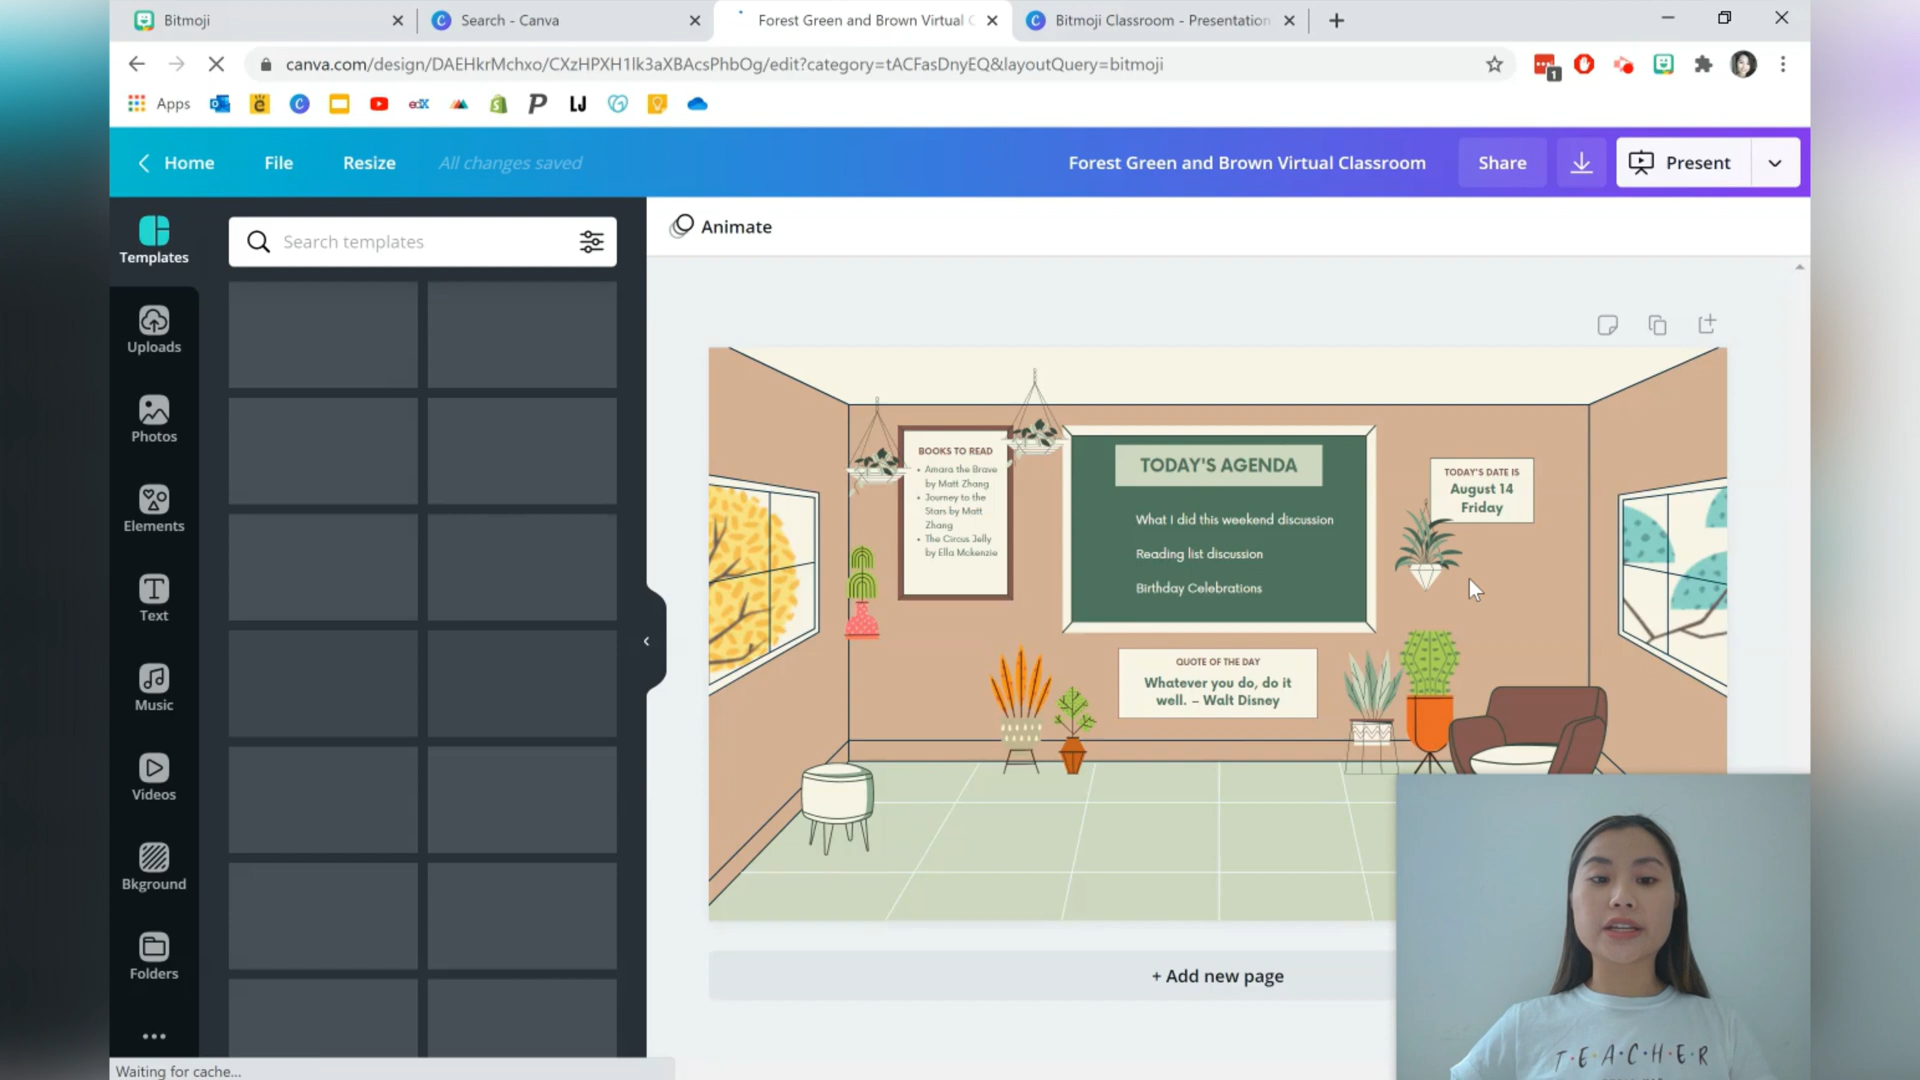 Bitmoji
Search - Canva
Forest Green and Brown Virtual
Bitmoji Classroom - Presentation
canva.com/design/DAEHkrMchxo/CXzHPXH1lk3aXBAcsPhbOg/edit?category=tACFasDnyEQ&layoutQuery=bitmoji
1
Apps
edX
P
LJ
Home
File
Resize
All changes saved
Forest Green and Brown Virtual Classroom
Share
Present
Templates
Search templates
Animate
Uploads
Photos
Elements
Text
Music
Videos
Bkground
Folders
BOOKS TO READ
• Amara the Brave
by Matt Zhang
• Journey to the
Stars by Matt
Zhang
• The Circus Jelly
by Ella Mckenzie
TODAY'S AGENDA
What I did this weekend discussion
Reading list discussion
Birthday Celebrations
TODAY'S DATE IS
August 14
Friday
QUOTE OF THE DAY
Whatever you do, do it
well. – Walt Disney
+ Add new page
T·E·A·C·H·E·R
Waiting for cache...